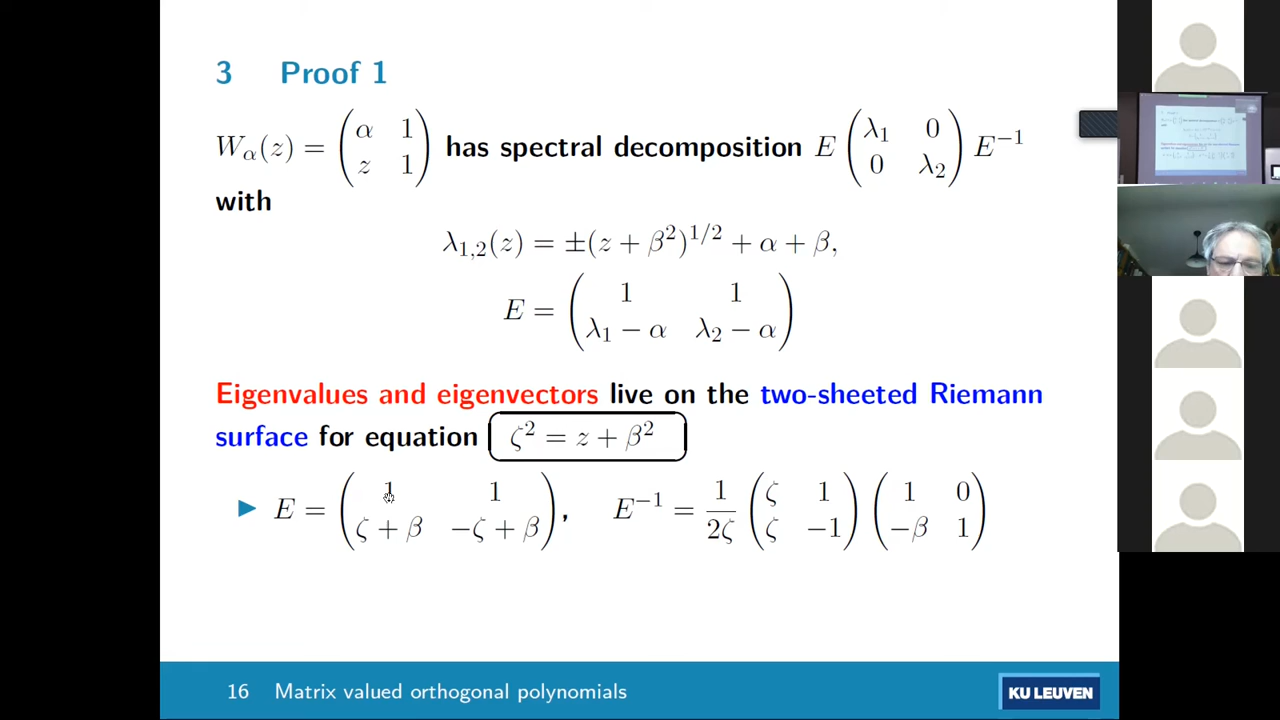 3 Proof 1
W_α(z) = (α 1; z 1) has spectral decomposition E (λ₁ 0; 0 λ₂) E⁻¹
with
λ₁,₂(z) = ±(z + β²)^{1/2} + α + β,
E = (1 1; λ₁ − α λ₂ − α)
Eigenvalues and eigenvectors live on the two-sheeted Riemann
surface for equation ζ² = z + β²
▶ E = (1 1; ζ + β −ζ + β), E⁻¹ = 1/2ζ (ζ 1; ζ −1) (1 0; −β 1)
16 Matrix valued orthogonal polynomials KU LEUVEN